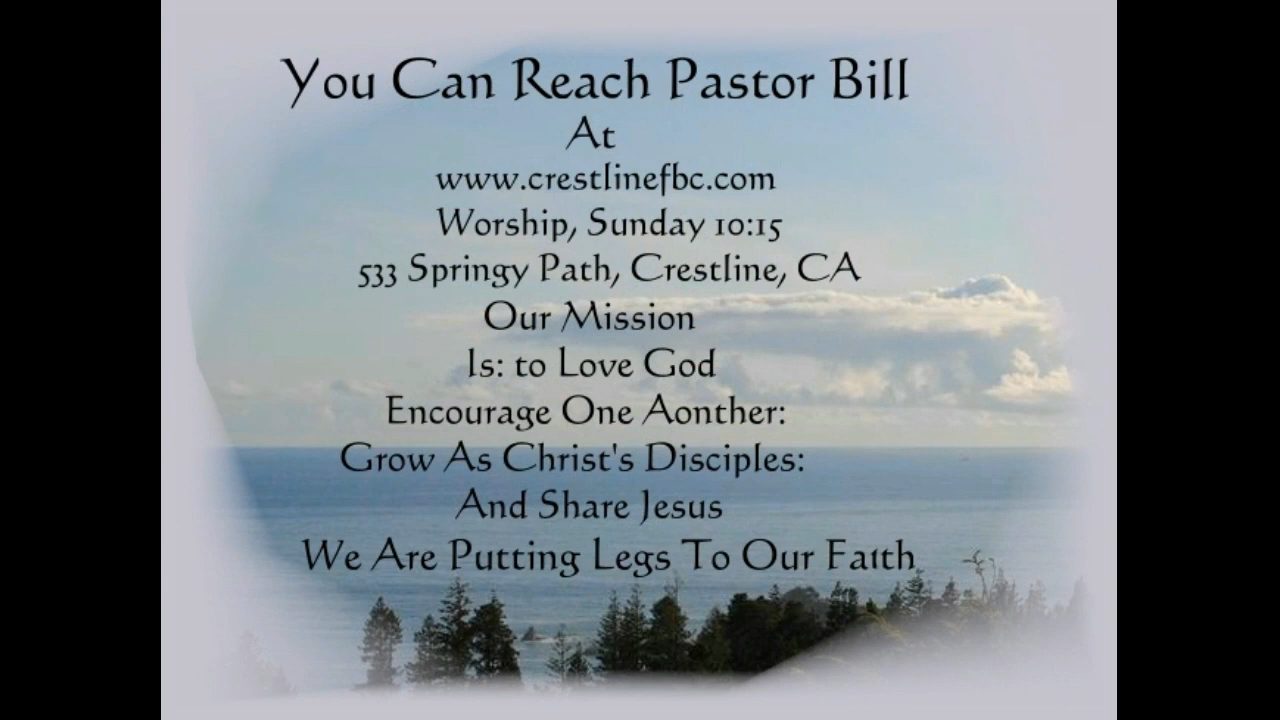 You Can Reach Pastor Bill
At
www.crestlinefbc.com
Worship, Sunday 10:15
533 Springy Path, Crestline, CA
Our Mission
Is: to Love God
Encourage One Aonther:
Grow As Christ's Disciples:
And Share Jesus
We Are Putting Legs To Our Faith